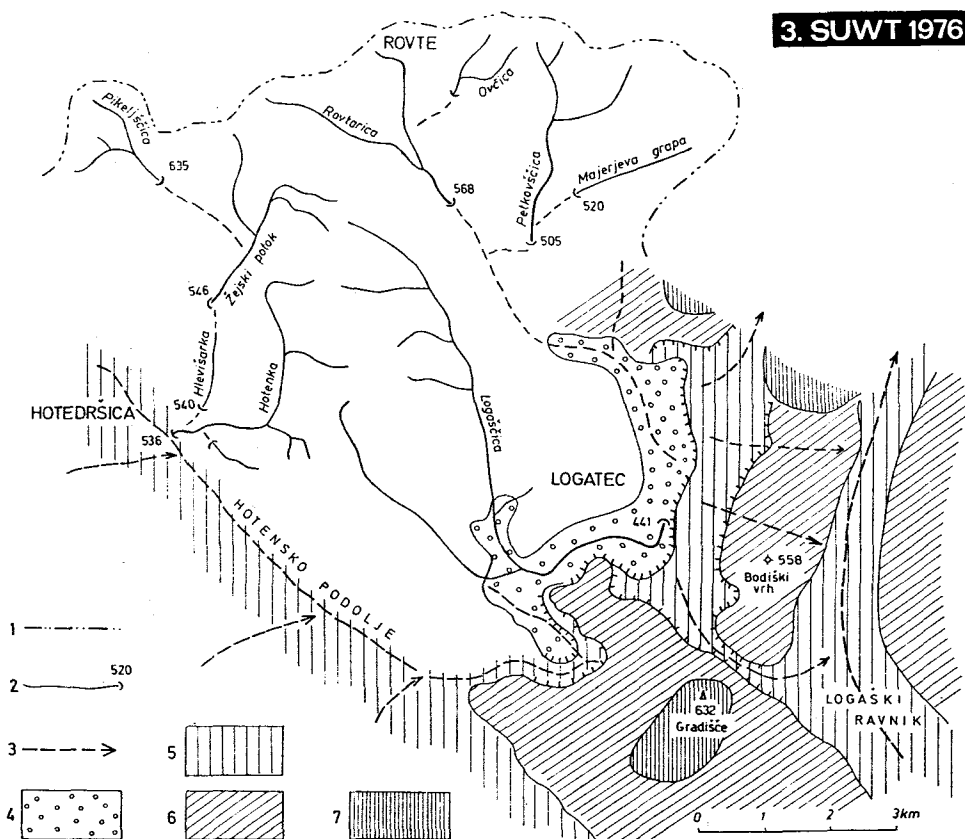 3. SUWT 1976
ROVTE
Pikeljščica
Rovtarica
Ovčica
Petkovščica
Majerjeva grapa
635
568
520
505
Žejski potok
546
Hlevišarka
Hotenka
Logoščica
HOTEDRŠICA
540
536
LOGATEC
441
558
Bodiški
vrh
HOTENSKO PODOLJE
632
Gradišče
LOGAŠKI
RAVNIK
1
2
520
3
4
5
6
7
0 1 2 3km